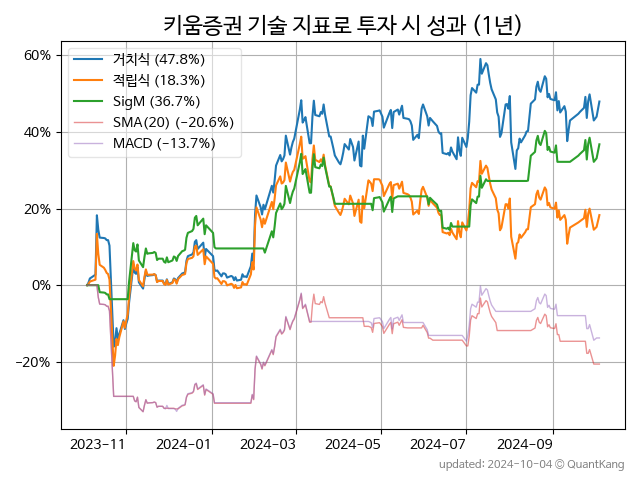 키움증권 기술 지표로 투자 시 성과 (1년)
60%
40%
20%
0%
−20%
거치식 (47.8%)
적립식 (18.3%)
SigM (36.7%)
SMA(20) (−20.6%)
MACD (−13.7%)
2023−11
2024−01
2024−03
2024−05
2024−07
2024−09
updated: 2024-10-04 © QuantKang